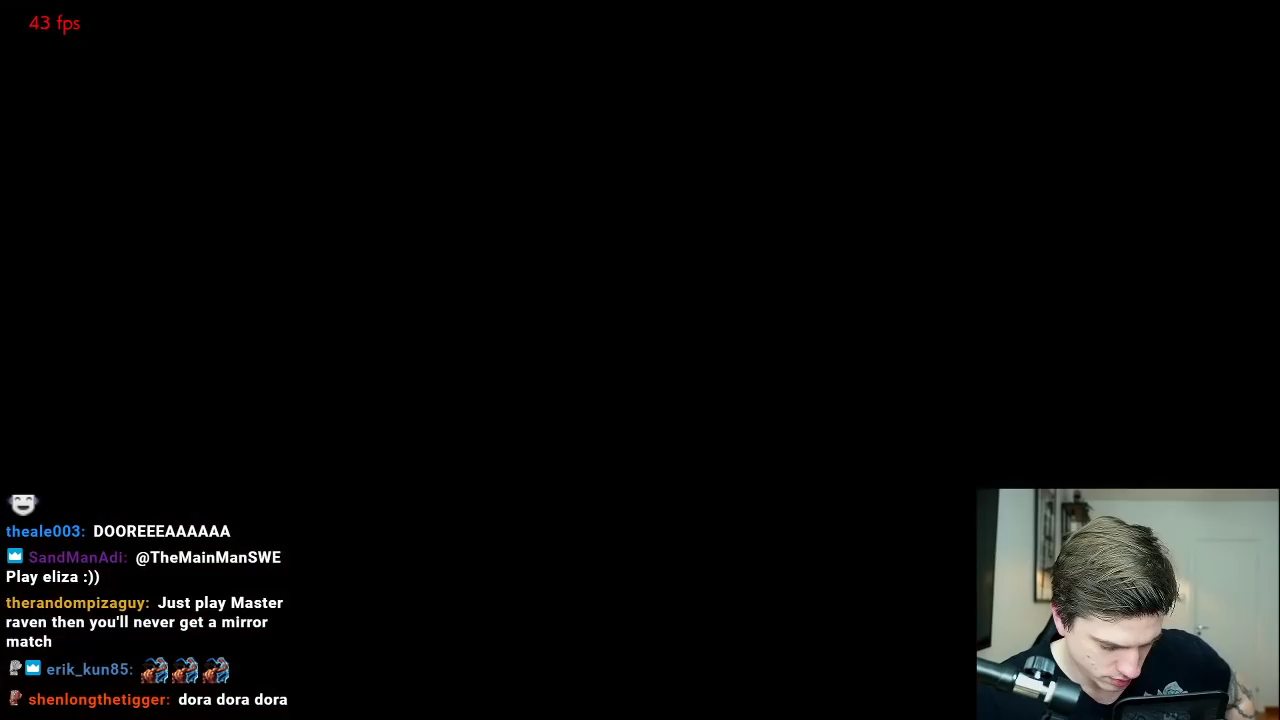 43 fps
theale003: DOOREEEAAAAAA
SandManAdi: @TheMainManSWE
Play eliza :))
therandompizaguy: Just play Master
raven then you'll never get a mirror
match
erik_kun85:
shenlongthetigger: dora dora dora